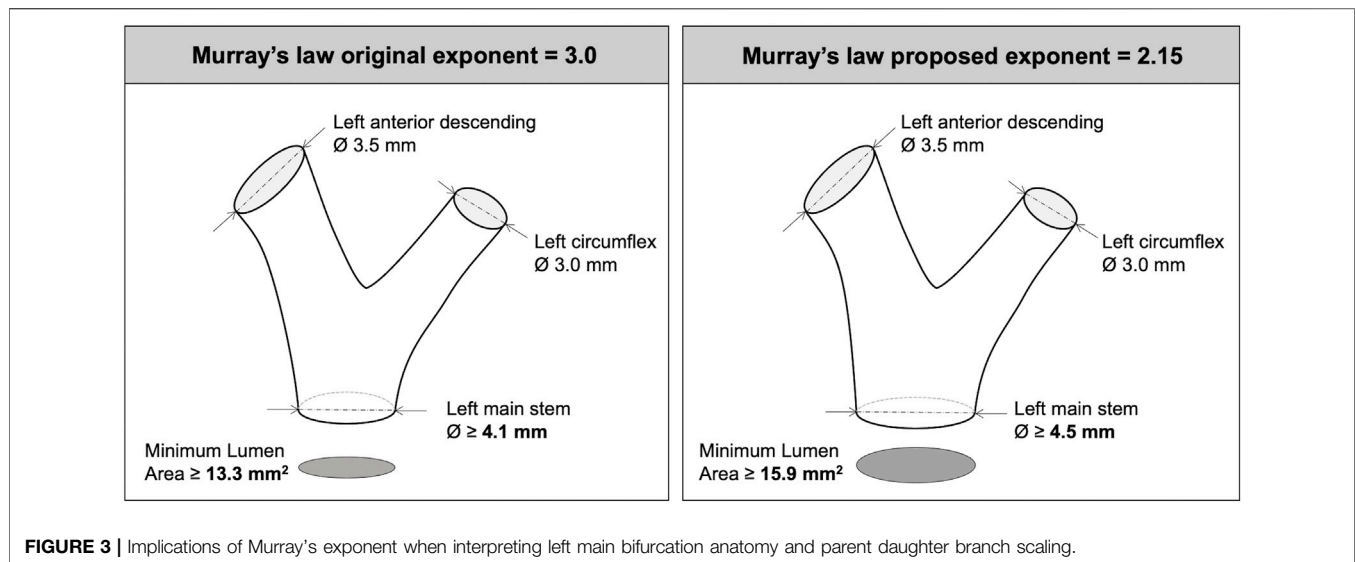 Murray’s law original exponent = 3.0
Left anterior descending
Ø 3.5 mm
Left circumflex
Ø 3.0 mm
Left main stem
Ø ≥ 4.1 mm
Minimum Lumen
Area ≥ 13.3 mm²
Murray’s law proposed exponent = 2.15
Left anterior descending
Ø 3.5 mm
Left circumflex
Ø 3.0 mm
Left main stem
Ø ≥ 4.5 mm
Minimum Lumen
Area ≥ 15.9 mm²
FIGURE 3 | Implications of Murray’s exponent when interpreting left main bifurcation anatomy and parent daughter branch scaling.